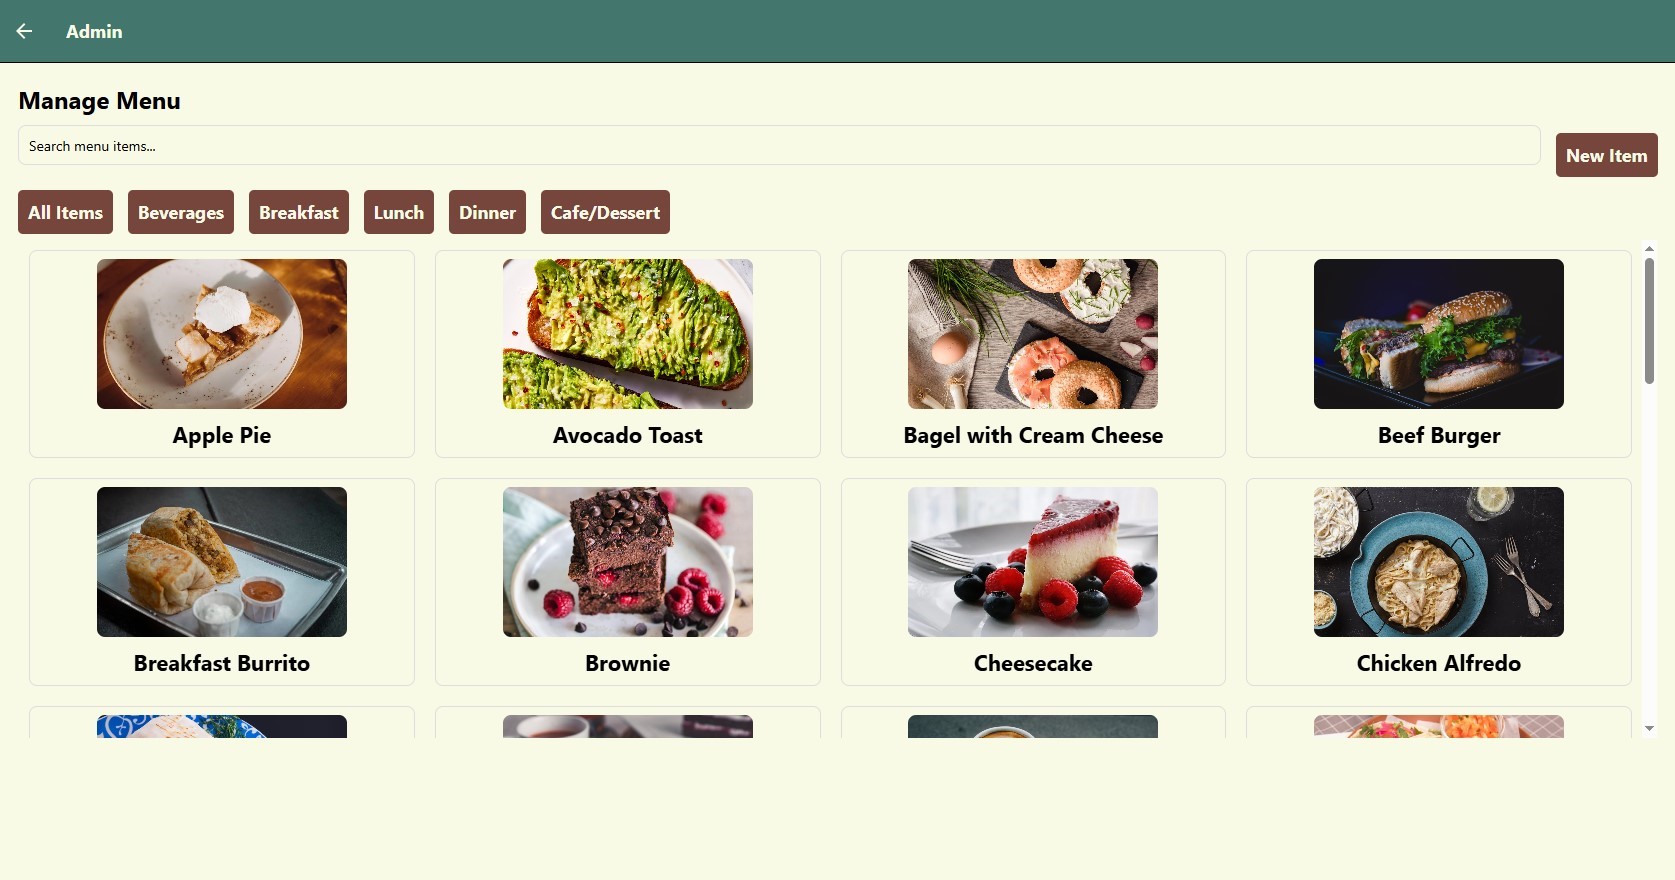 Admin
Manage Menu
Search menu items...
New Item
All Items Beverages Breakfast Lunch Dinner Cafe/Dessert
Apple Pie Avocado Toast Bagel with Cream Cheese Beef Burger
Breakfast Burrito Brownie Cheesecake Chicken Alfredo